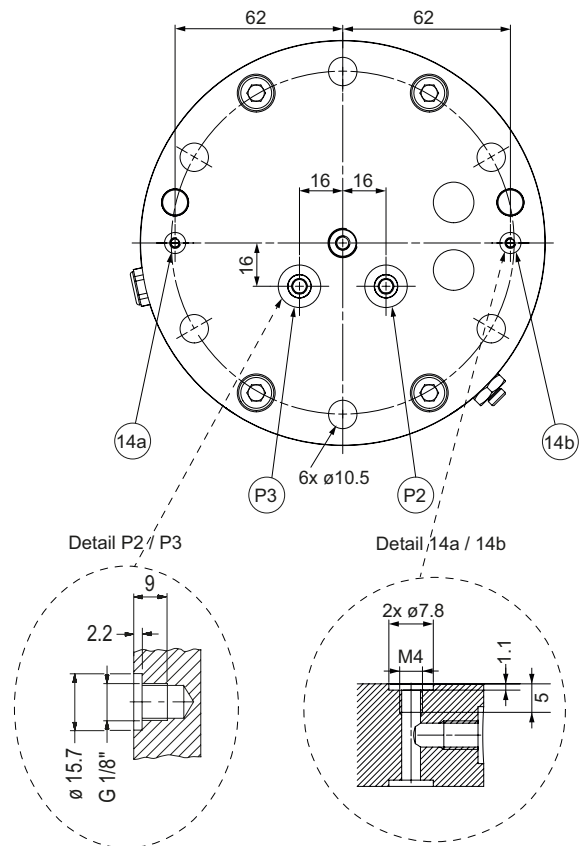 62 62
16 16
16
14a 14b
6x ø10.5
P3 P2
Detail P2 / P3 Detail 14a / 14b
9
2.2
ø 15.7
G 1/8"
2x ø7.8
M4
1.1
5